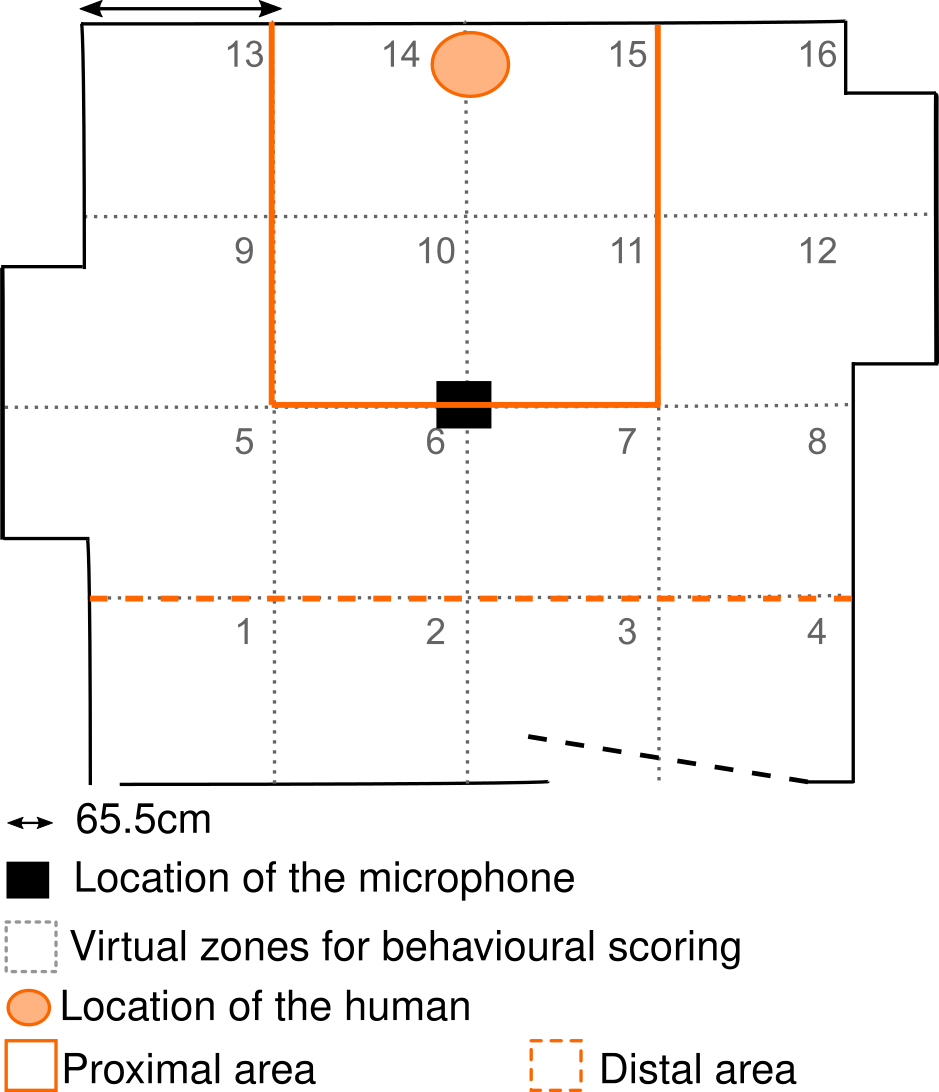 13 14 15 16
9 10 11 12
5 6 7 8
1 2 3 4
65.5cm
Location of the microphone
Virtual zones for behavioural scoring
Location of the human
Proximal area Distal area